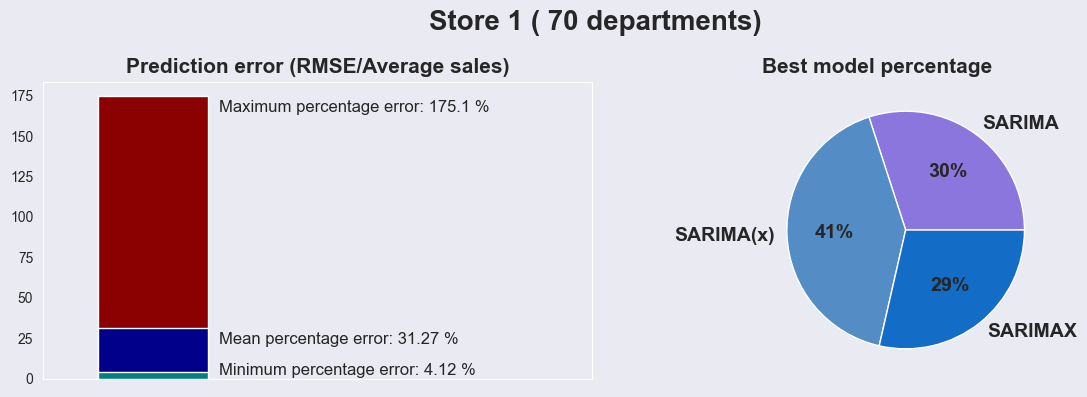 Store 1 ( 70 departments)
Prediction error (RMSE/Average sales)
175
150
125
100
75
50
25
0
Maximum percentage error: 175.1 %
Mean percentage error: 31.27 %
Minimum percentage error: 4.12 %
Best model percentage
SARIMA
30%
SARIMA(x)
41%
29%
SARIMAX